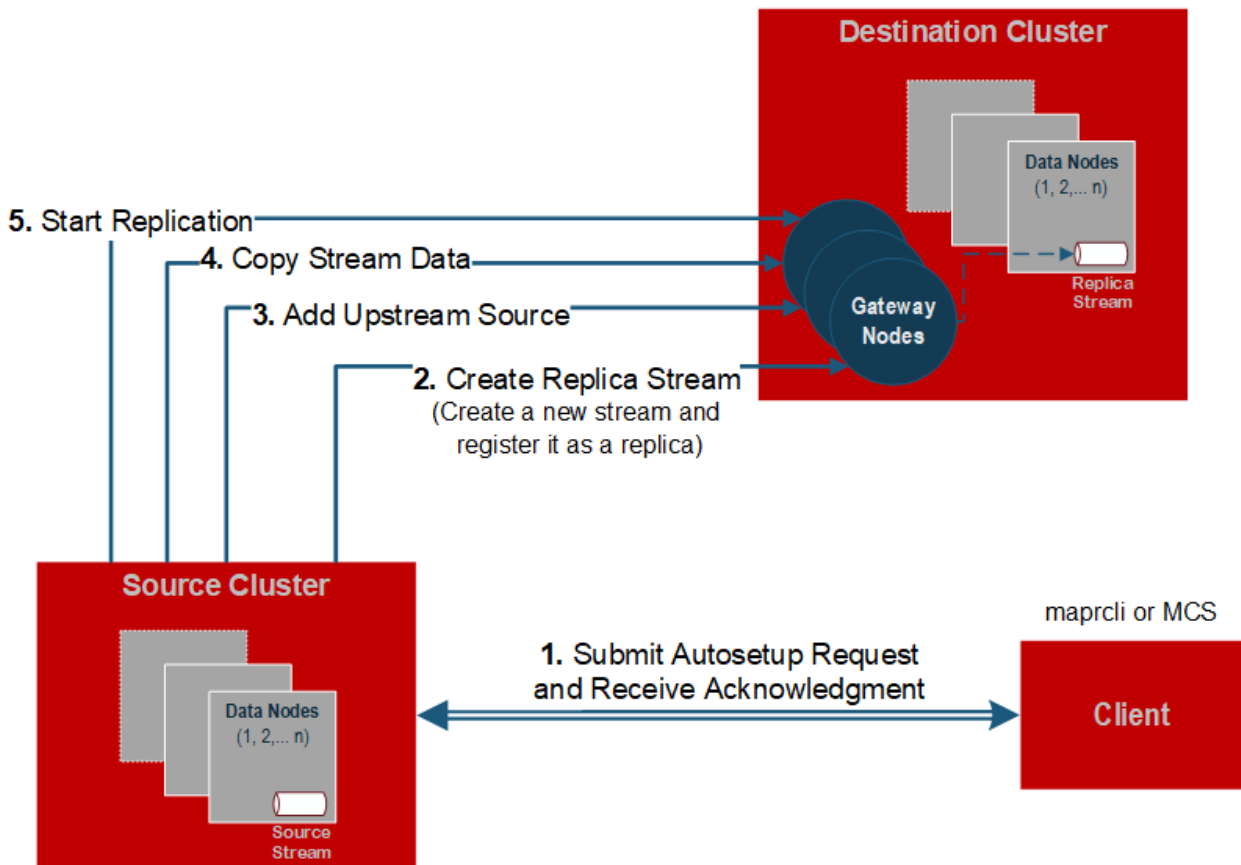 Destination Cluster
Data Nodes
(1, 2,... n)
Replica
Stream
Gateway
Nodes
5. Start Replication
4. Copy Stream Data
3. Add Upstream Source
2. Create Replica Stream
(Create a new stream and
register it as a replica)
Source Cluster
Data Nodes
(1, 2,... n)
Source
Stream
1. Submit Autosetup Request
and Receive Acknowledgment
maprcli or MCS
Client